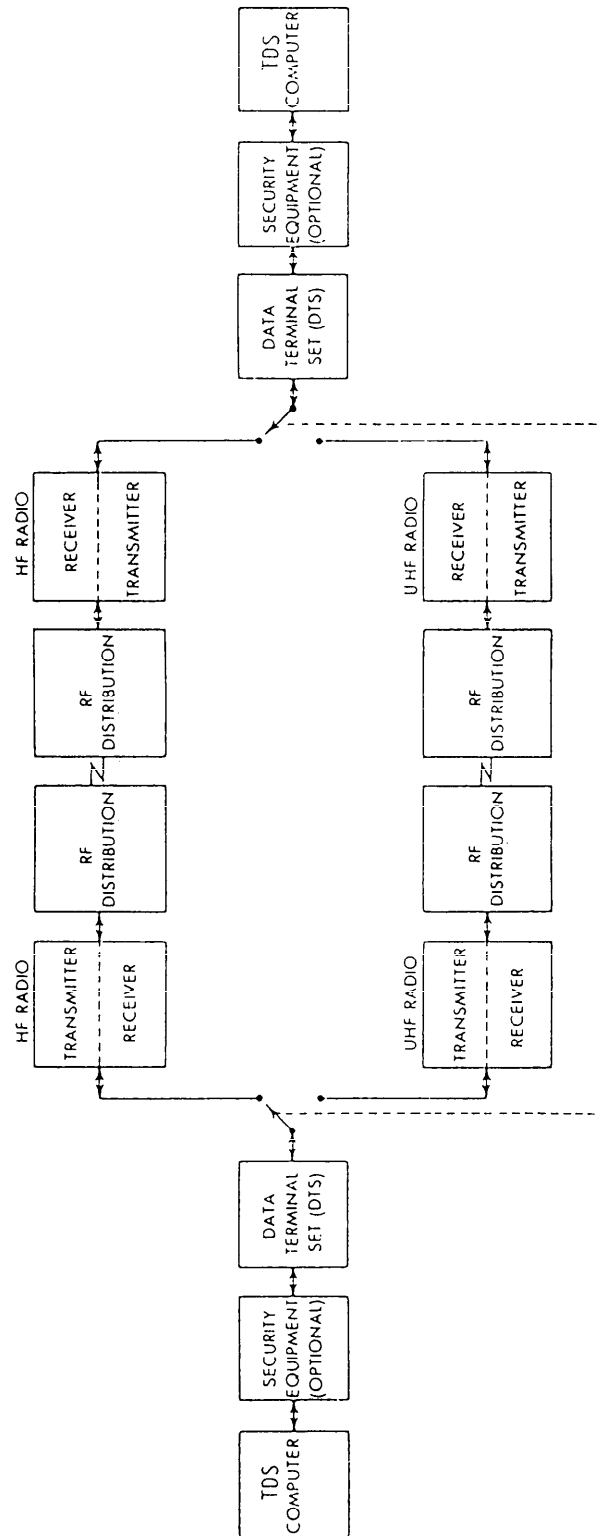 HF RADIO
TRANSMITTER
RECEIVER
RF
DISTRIBUTION
RF
DISTRIBUTION
HF RADIO
RECEIVER
TRANSMITTER
TDS
COMPUTER
SECURITY
EQUIPMENT
(OPTIONAL)
DATA
TERMINAL
SET (DTS)
DATA
TERMINAL
SET (DTS)
SECURITY
EQUIPMENT
(OPTIONAL)
TDS
COMPUTER
UHF RADIO
TRANSMITTER
RECEIVER
RF
DISTRIBUTION
RF
DISTRIBUTION
UHF RADIO
RECEIVER
TRANSMITTER